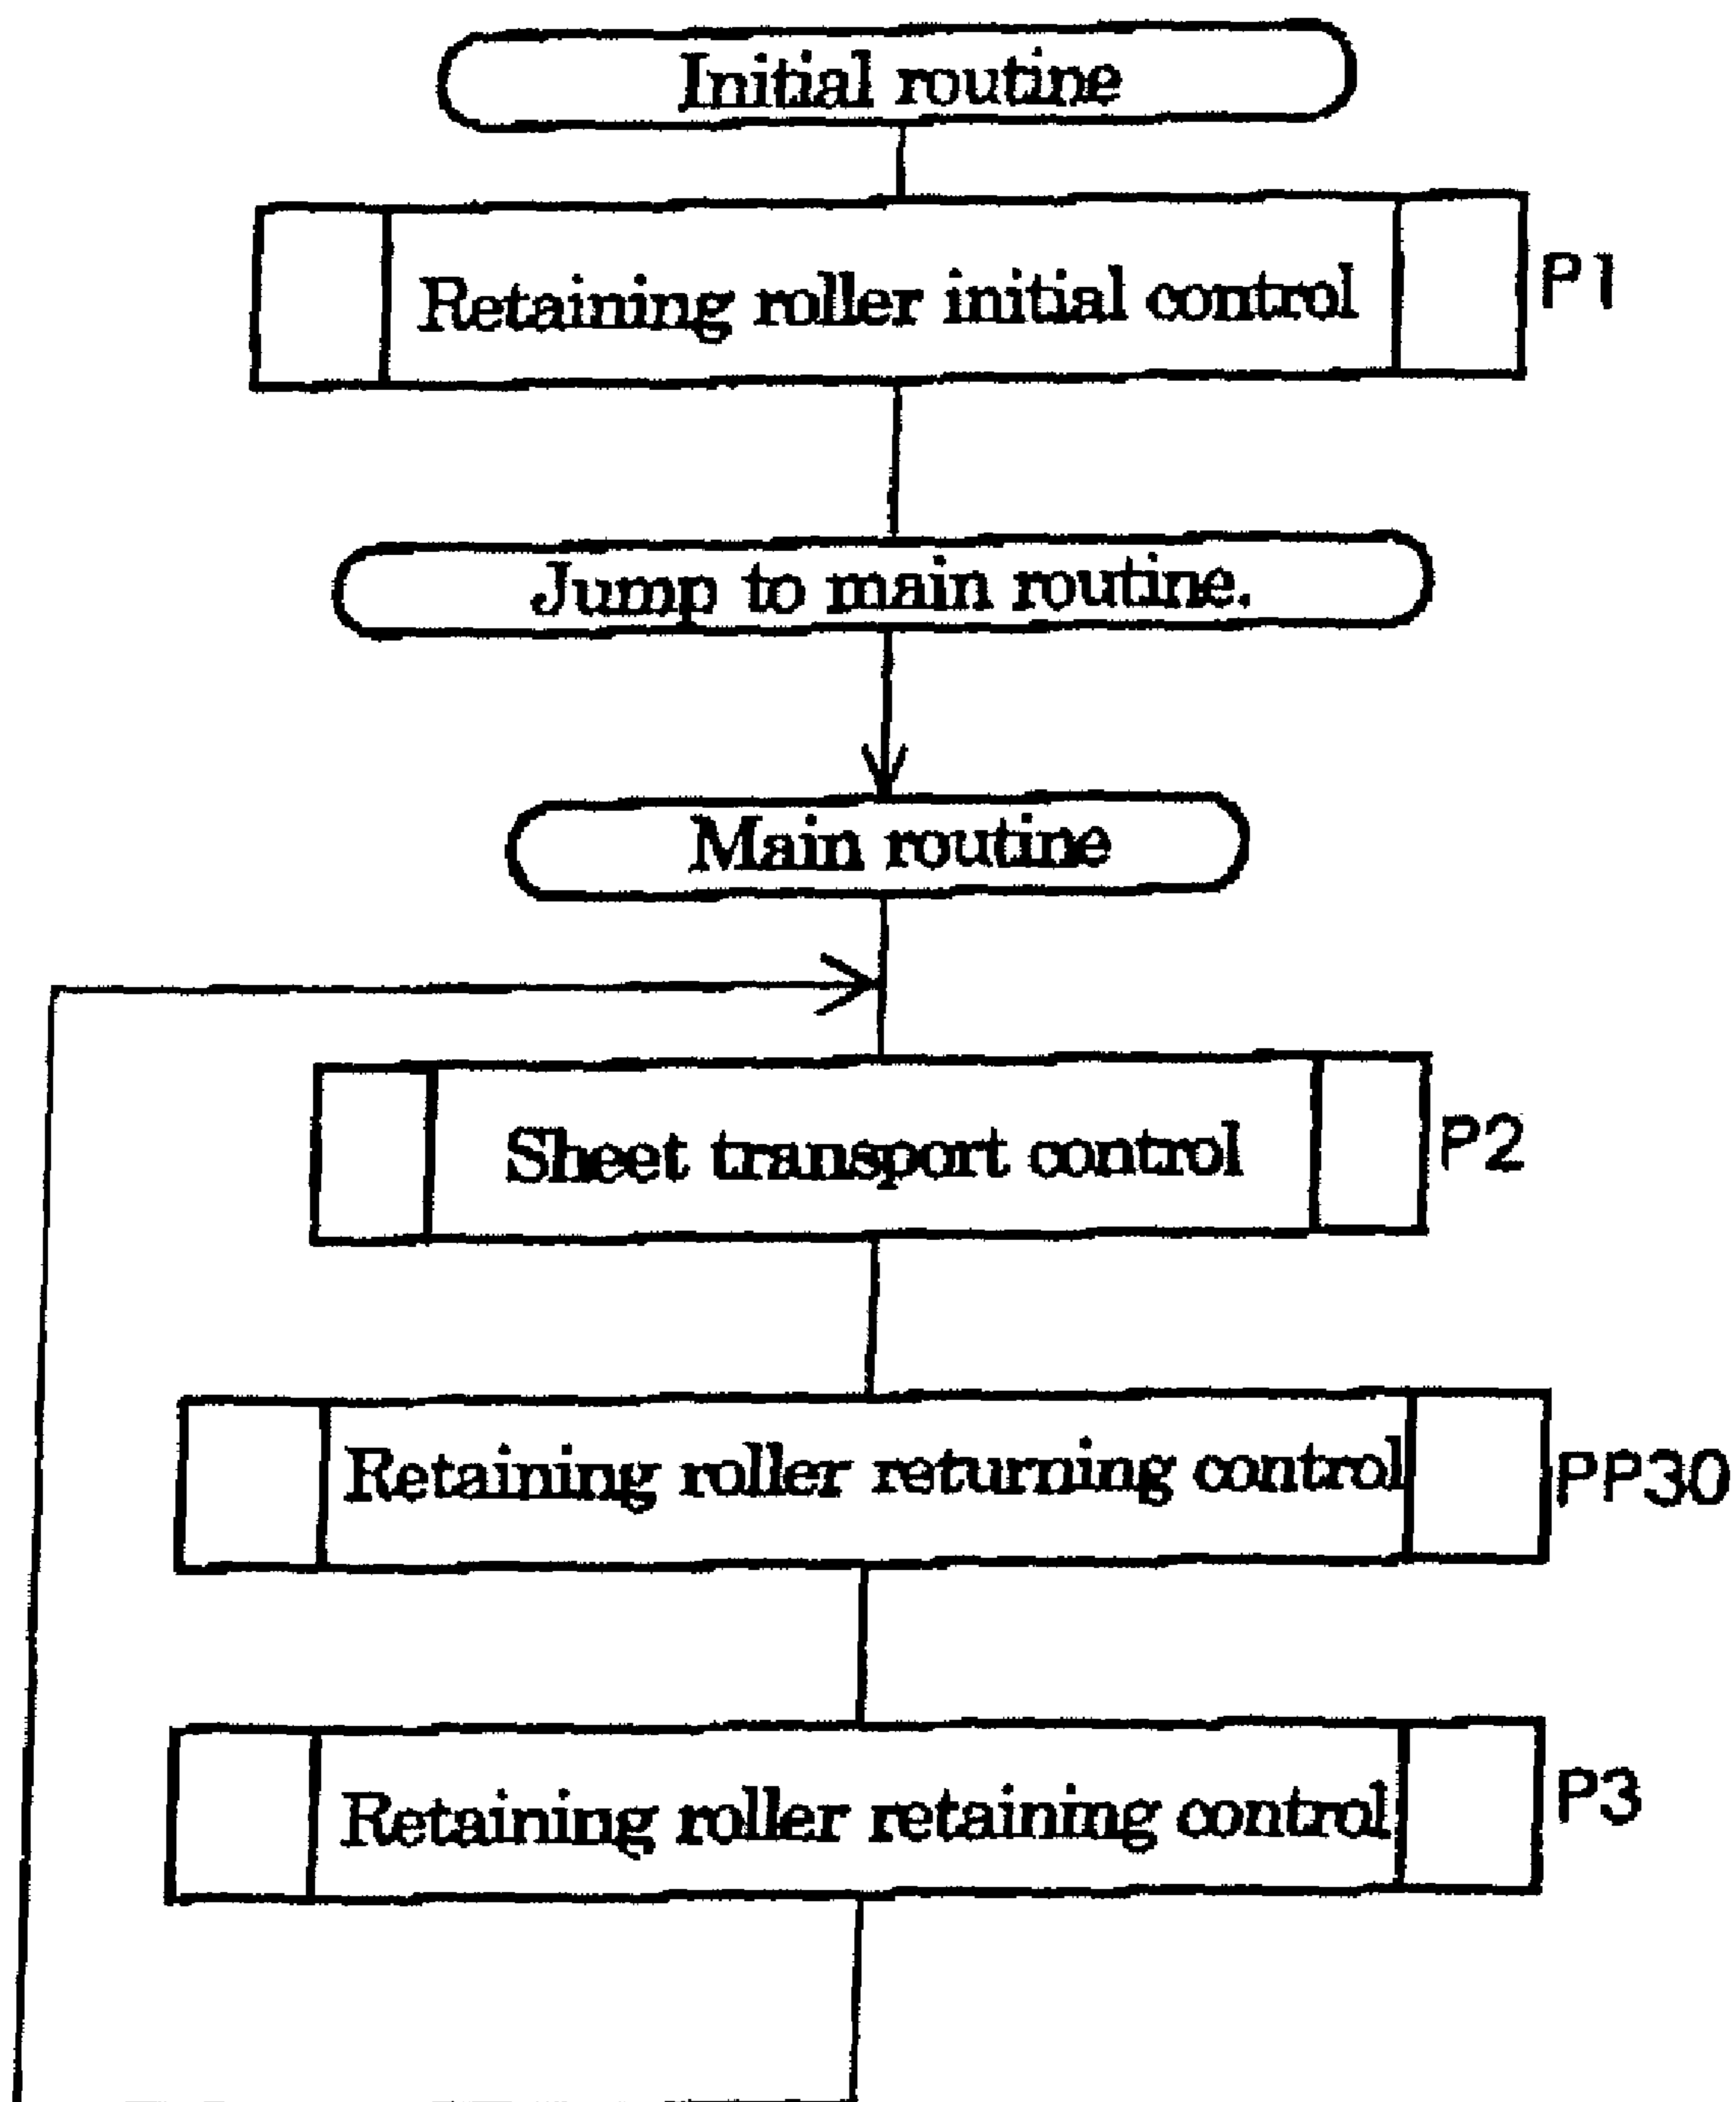 Initial routine
Retaining roller initial control
P1
Jump to main routine.
Main routine
Sheet transport control
P2
Retaining roller returning control
PP30
Retaining roller retaining control
P3